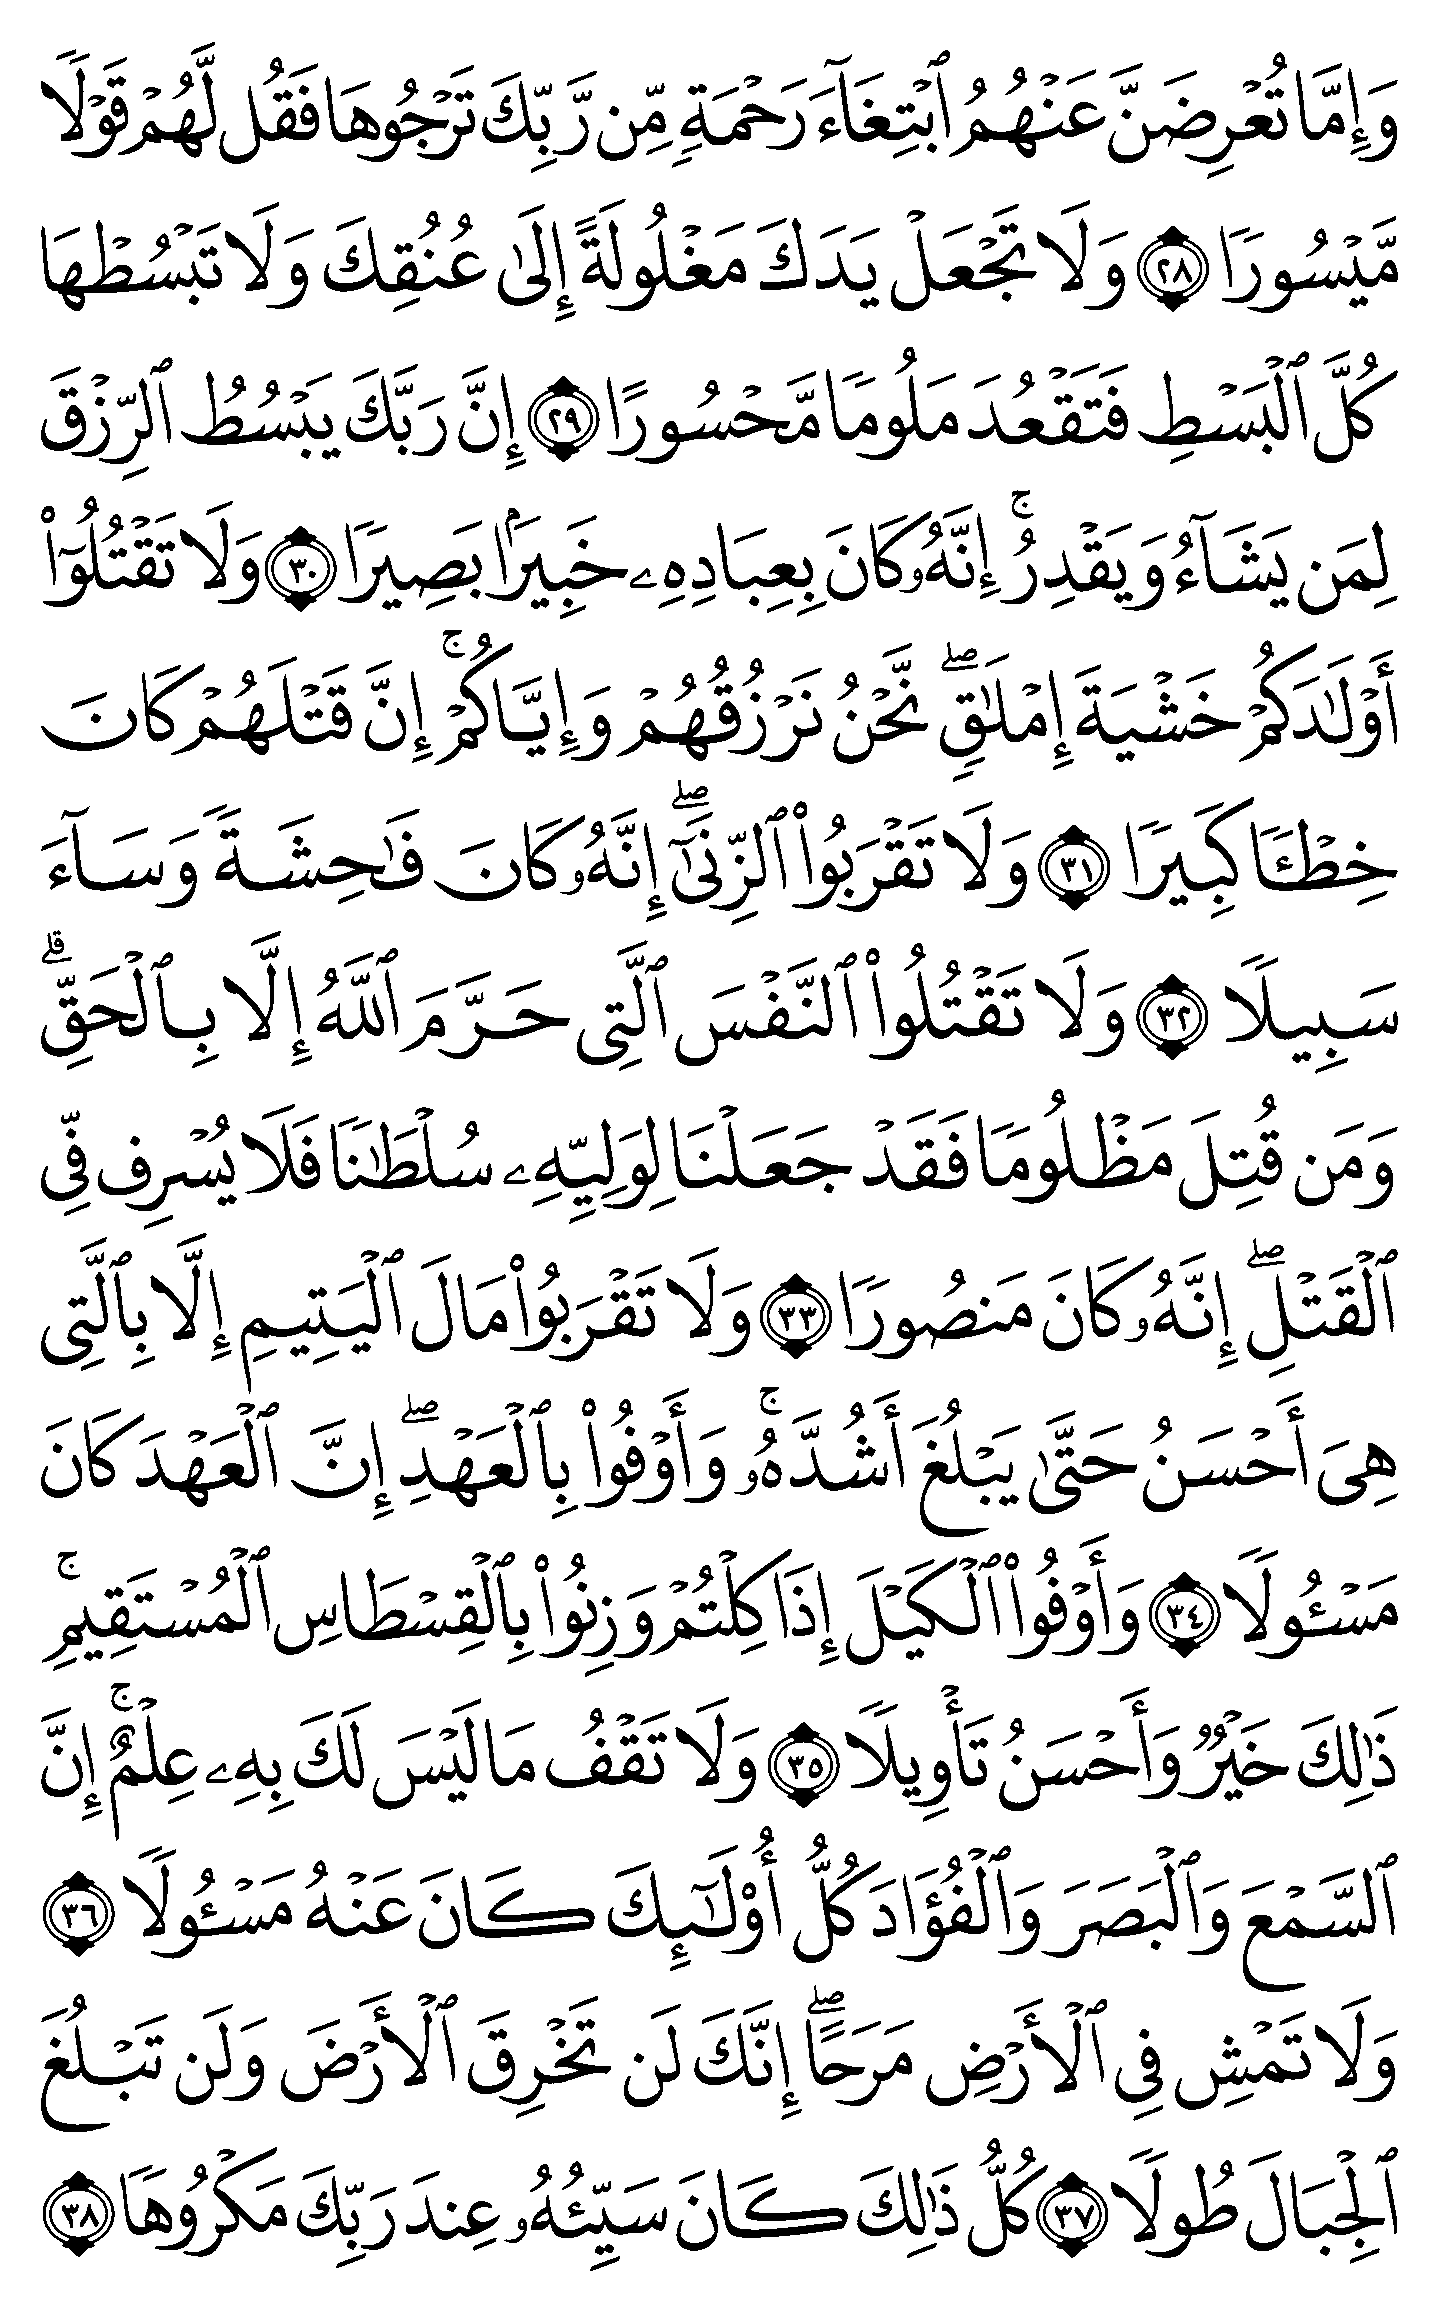 وَإِمَّا تُعْرِضَنَّ عَنْهُمُ ٱبْتِغَآءَ رَحْمَةٍ مِّن رَّبِّكَ تَرْجُوهَا فَقُل لَّهُمْ قَوْلًا
مَّيْسُورًا ٢٨ وَلَا تَجْعَلْ يَدَكَ مَغْلُولَةً إِلَىٰ عُنُقِكَ وَلَا تَبْسُطْهَا
كُلَّ ٱلْبَسْطِ فَتَقْعُدَ مَلُومًا مَّحْسُورًا ٢٩ إِنَّ رَبَّكَ يَبْسُطُ ٱلرِّزْقَ
لِمَن يَشَآءُ وَيَقْدِرُ ۚ إِنَّهُۥ كَانَ بِعِبَادِهِۦ خَبِيرًۢا بَصِيرًا ٣٠ وَلَا تَقْتُلُوٓا۟
أَوْلَٰدَكُمْ خَشْيَةَ إِمْلَٰقٍ ۖ نَّحْنُ نَرْزُقُهُمْ وَإِيَّاكُمْ ۚ إِنَّ قَتْلَهُمْ كَانَ
خِطْـًٔا كَبِيرًا ٣١ وَلَا تَقْرَبُوا۟ ٱلزِّنَىٰٓ ۖ إِنَّهُۥ كَانَ فَٰحِشَةً وَسَآءَ
سَبِيلًا ٣٢ وَلَا تَقْتُلُوا۟ ٱلنَّفْسَ ٱلَّتِى حَرَّمَ ٱللَّهُ إِلَّا بِٱلْحَقِّ ۗ
وَمَن قُتِلَ مَظْلُومًا فَقَدْ جَعَلْنَا لِوَلِيِّهِۦ سُلْطَٰنًا فَلَا يُسْرِف فِّى
ٱلْقَتْلِ ۖ إِنَّهُۥ كَانَ مَنصُورًا ٣٣ وَلَا تَقْرَبُوا۟ مَالَ ٱلْيَتِيمِ إِلَّا بِٱلَّتِى
هِىَ أَحْسَنُ حَتَّىٰ يَبْلُغَ أَشُدَّهُۥ ۚ وَأَوْفُوا۟ بِٱلْعَهْدِ ۖ إِنَّ ٱلْعَهْدَ كَانَ
مَسْـُٔولًا ٣٤ وَأَوْفُوا۟ ٱلْكَيْلَ إِذَا كِلْتُمْ وَزِنُوا۟ بِٱلْقِسْطَاسِ ٱلْمُسْتَقِيمِ ۚ
ذَٰلِكَ خَيْرٌ وَأَحْسَنُ تَأْوِيلًا ٣٥ وَلَا تَقْفُ مَا لَيْسَ لَكَ بِهِۦ عِلْمٌ ۚ إِنَّ
ٱلسَّمْعَ وَٱلْبَصَرَ وَٱلْفُؤَادَ كُلُّ أُو۟لَٰٓئِكَ كَانَ عَنْهُ مَسْـُٔولًا ٣٦
وَلَا تَمْشِ فِى ٱلْأَرْضِ مَرَحًا ۖ إِنَّكَ لَن تَخْرِقَ ٱلْأَرْضَ وَلَن تَبْلُغَ
ٱلْجِبَالَ طُولًا ٣٧ كُلُّ ذَٰلِكَ كَانَ سَيِّئُهُۥ عِندَ رَبِّكَ مَكْرُوهًا ٣٨